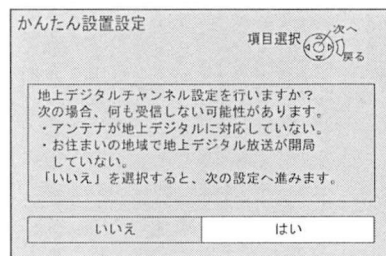 かんたん設置設定
項目選択
次へ
戻る
地上デジタルチャンネル設定を行いますか？
次の場合、何も受信しない可能性があります。
・アンテナが地上デジタルに対応していない。
・お住まいの地域で地上デジタル放送が開局
していない。
「いいえ」を選択すると、次の設定へ進みます。
いいえ
はい